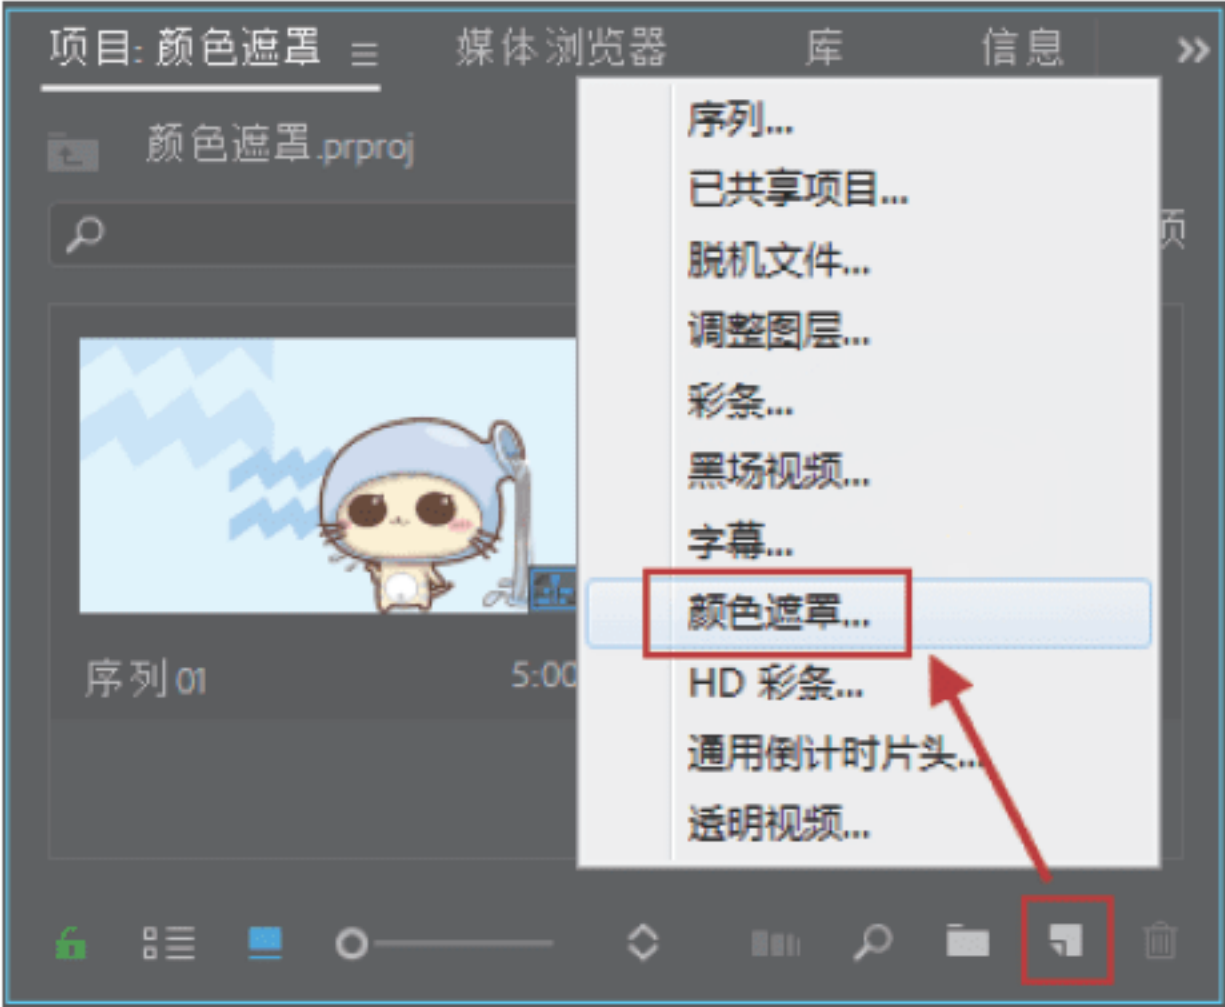 项目: 颜色遮罩
媒体浏览器
库
信息
颜色遮罩.prproj
项
序列 01
5:00
序列...
已共享项目...
脱机文件...
调整图层...
彩条...
黑场视频...
字幕...
颜色遮罩...
HD 彩条...
通用倒计时片头...
透明视频...